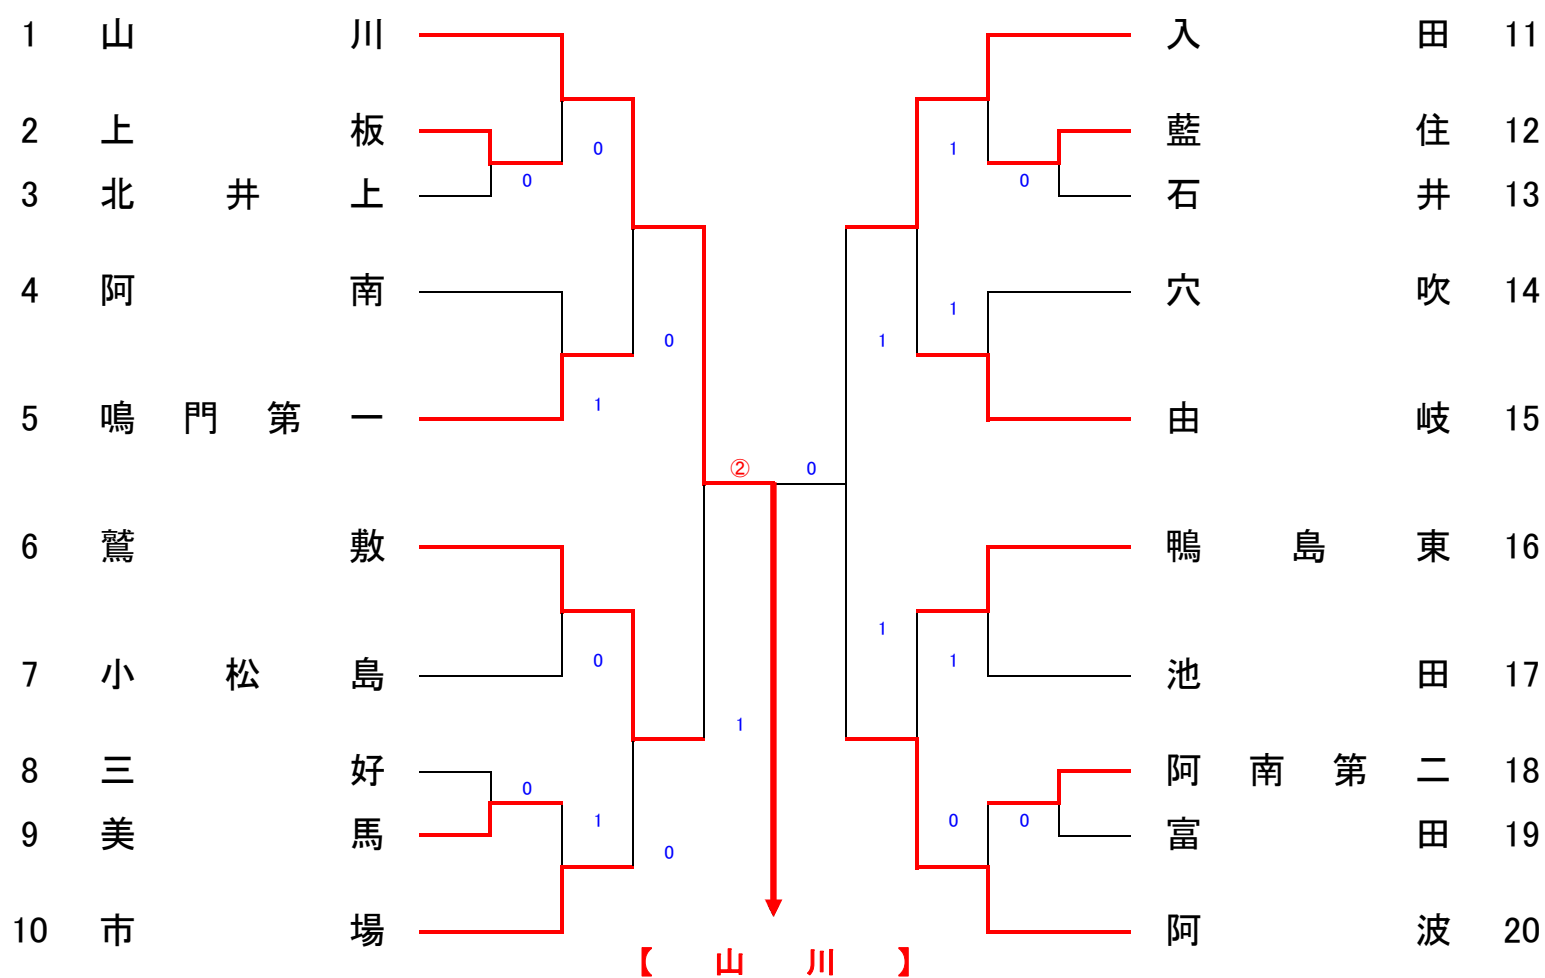 1 山川 入田 11
2 上板 藍住 12
0 1
0 0
3 北井上 石井 13
4 阿南 穴吹 14
1
0 1
1
5 鳴門第一 由岐 15
② 0
6 鷲敷 鴨島東 16
1
0 1
7 小松島 池田 17
1
8 三好 阿南第二 18
0
1 0 0
9 美馬 富田 19
0
10 市場 阿波 20
【山川】